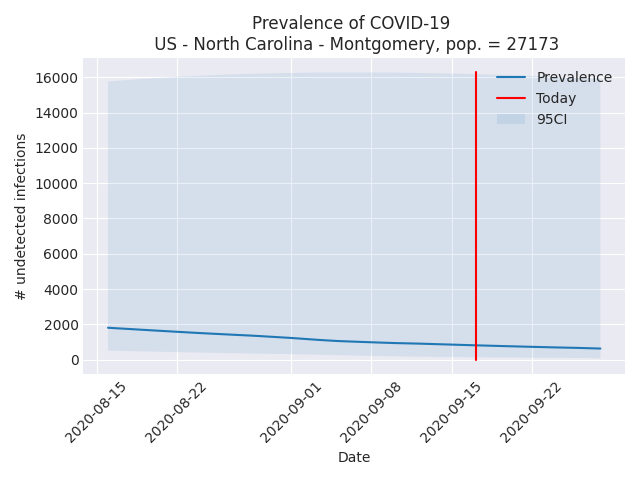 Prevalence of COVID-19
US - North Carolina - Montgomery, pop. = 27173
Prevalence
Today
95CI
# undetected infections
16000
14000
12000
10000
8000
6000
4000
2000
0
2020-08-15
2020-08-22
2020-09-01
2020-09-08
2020-09-15
2020-09-22
Date